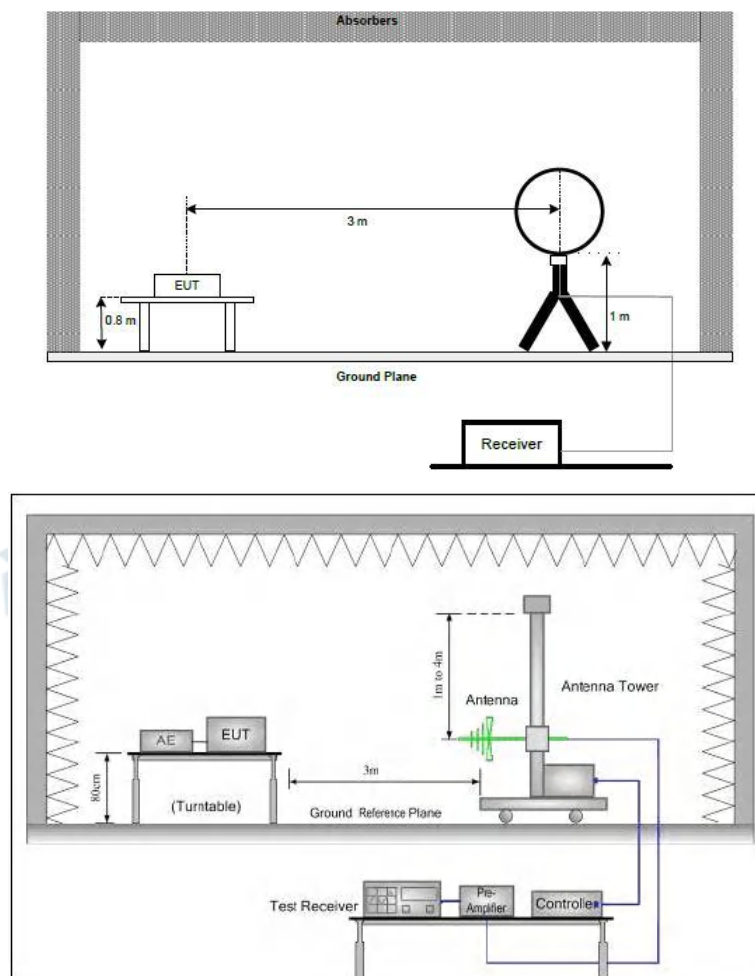 Absorbers
3 m
EUT
0.8 m
1 m
Ground Plane
Receiver
1m to 4m
Antenna
Antenna Tower
AE
EUT
3m
80cm
(Turntable)
Ground Reference Plane
Test Receiver
Pre-
Amplifier
Controller